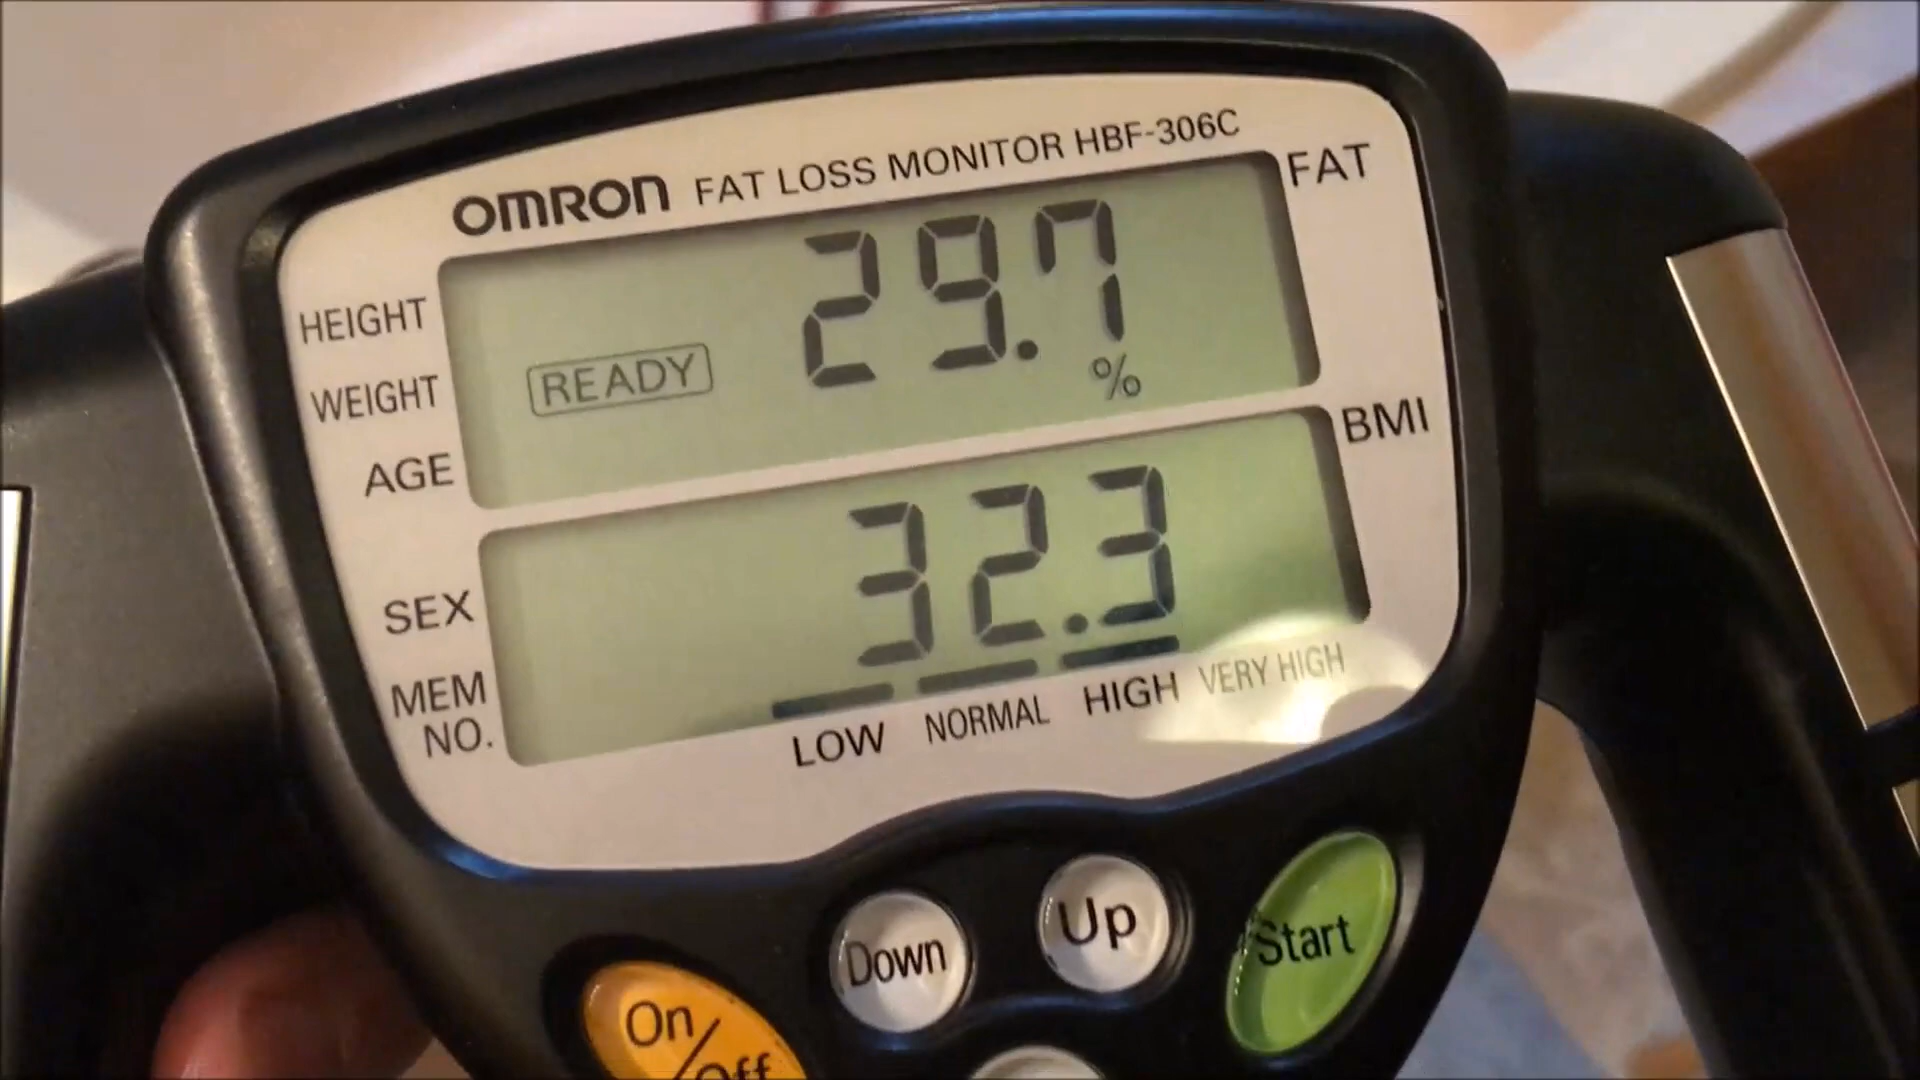 OMRON FAT LOSS MONITOR HBF-306C
FAT
HEIGHT
WEIGHT
AGE
READY
29.7
%
BMI
SEX
MEM
NO.
32.3
LOW NORMAL HIGH VERY HIGH
Down
Up
Start
On/
Off